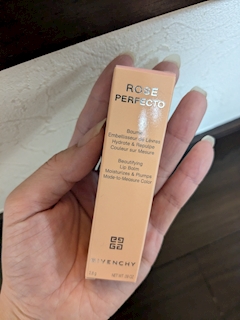 ROSE
PERFECTO
Baume
Embellisseur de Lèvres
Hydrate & Repulpe
Couleur sur Mesure
Beautifying
Lip Balm
Moisturizes & Plumps
Made-to-Measure Color
GIVENCHY